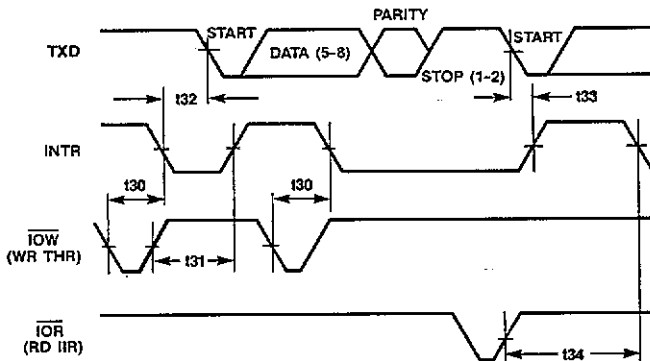 PARITY
TXD START DATA (5–8) STOP (1–2) START
t32 t33
INTR
t30 t30
IOW
(WR THR)
t31
IOR
(RD IIR)
t34